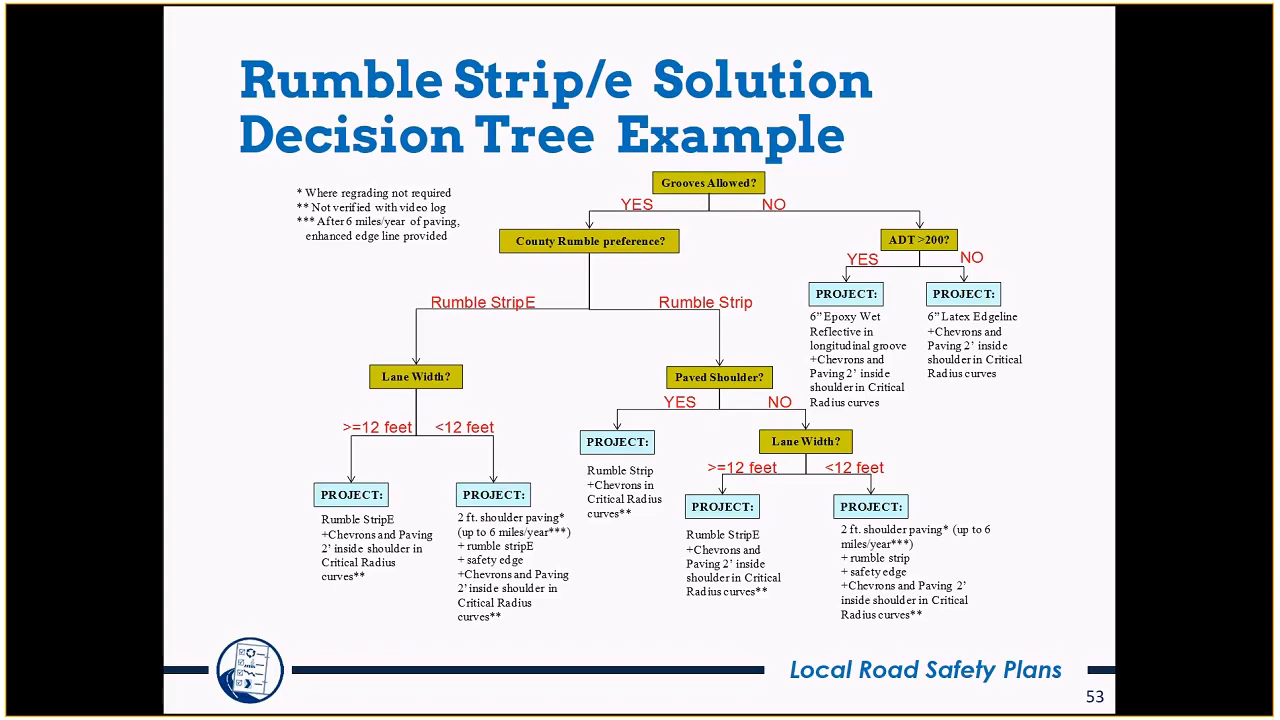 Rumble Strip/e Solution
Decision Tree Example
* Where regrading not required
** Not verified with video log
*** After 6 miles/year of paving,
enhanced edge line provided
Grooves Allowed?
YES
NO
County Rumble preference?
ADT >200?
YES
NO
PROJECT:
6” Epoxy Wet
Reflective in
longitudinal groove
+Chevrons and
Paving 2’ inside
shoulder in Critical
Radius curves
PROJECT:
6” Latex Edgeline
+Chevrons and
Paving 2’ inside
shoulder in Critical
Radius curves
Rumble StripE
Rumble Strip
Lane Width?
Paved Shoulder?
>=12 feet
<12 feet
YES
NO
PROJECT:
Rumble Strip
+Chevrons in
Critical Radius
curves**
Lane Width?
>=12 feet
<12 feet
PROJECT:
Rumble StripE
+Chevrons and Paving
2’ inside shoulder in
Critical Radius
curves**
PROJECT:
2 ft. shoulder paving*
(up to 6 miles/year***)
+ rumble stripE
+ safety edge
+Chevrons and Paving
2’ inside shoulder in
Critical Radius
curves**
PROJECT:
Rumble StripE
+Chevrons and
Paving 2’ inside
shoulder in Critical
Radius curves**
PROJECT:
2 ft. shoulder paving* (up to 6
miles/year***)
+ rumble strip
+ safety edge
+Chevrons and Paving 2’
inside shoulder in Critical
Radius curves**
Local Road Safety Plans
53